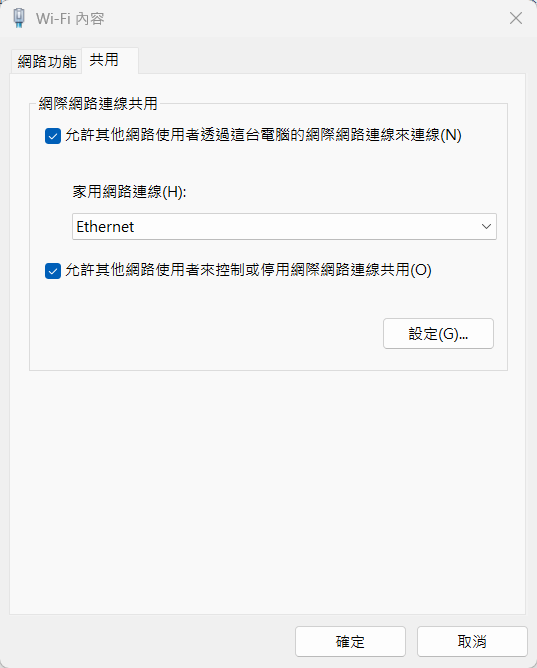 Wi-Fi 內容
網路功能
共用
網際網路連線共用
允許其他網路使用者透過這台電腦的網際網路連線來連線(N)
家用網路連線(H):
Ethernet
允許其他網路使用者來控制或停用網際網路連線共用(O)
設定(G)...
確定
取消